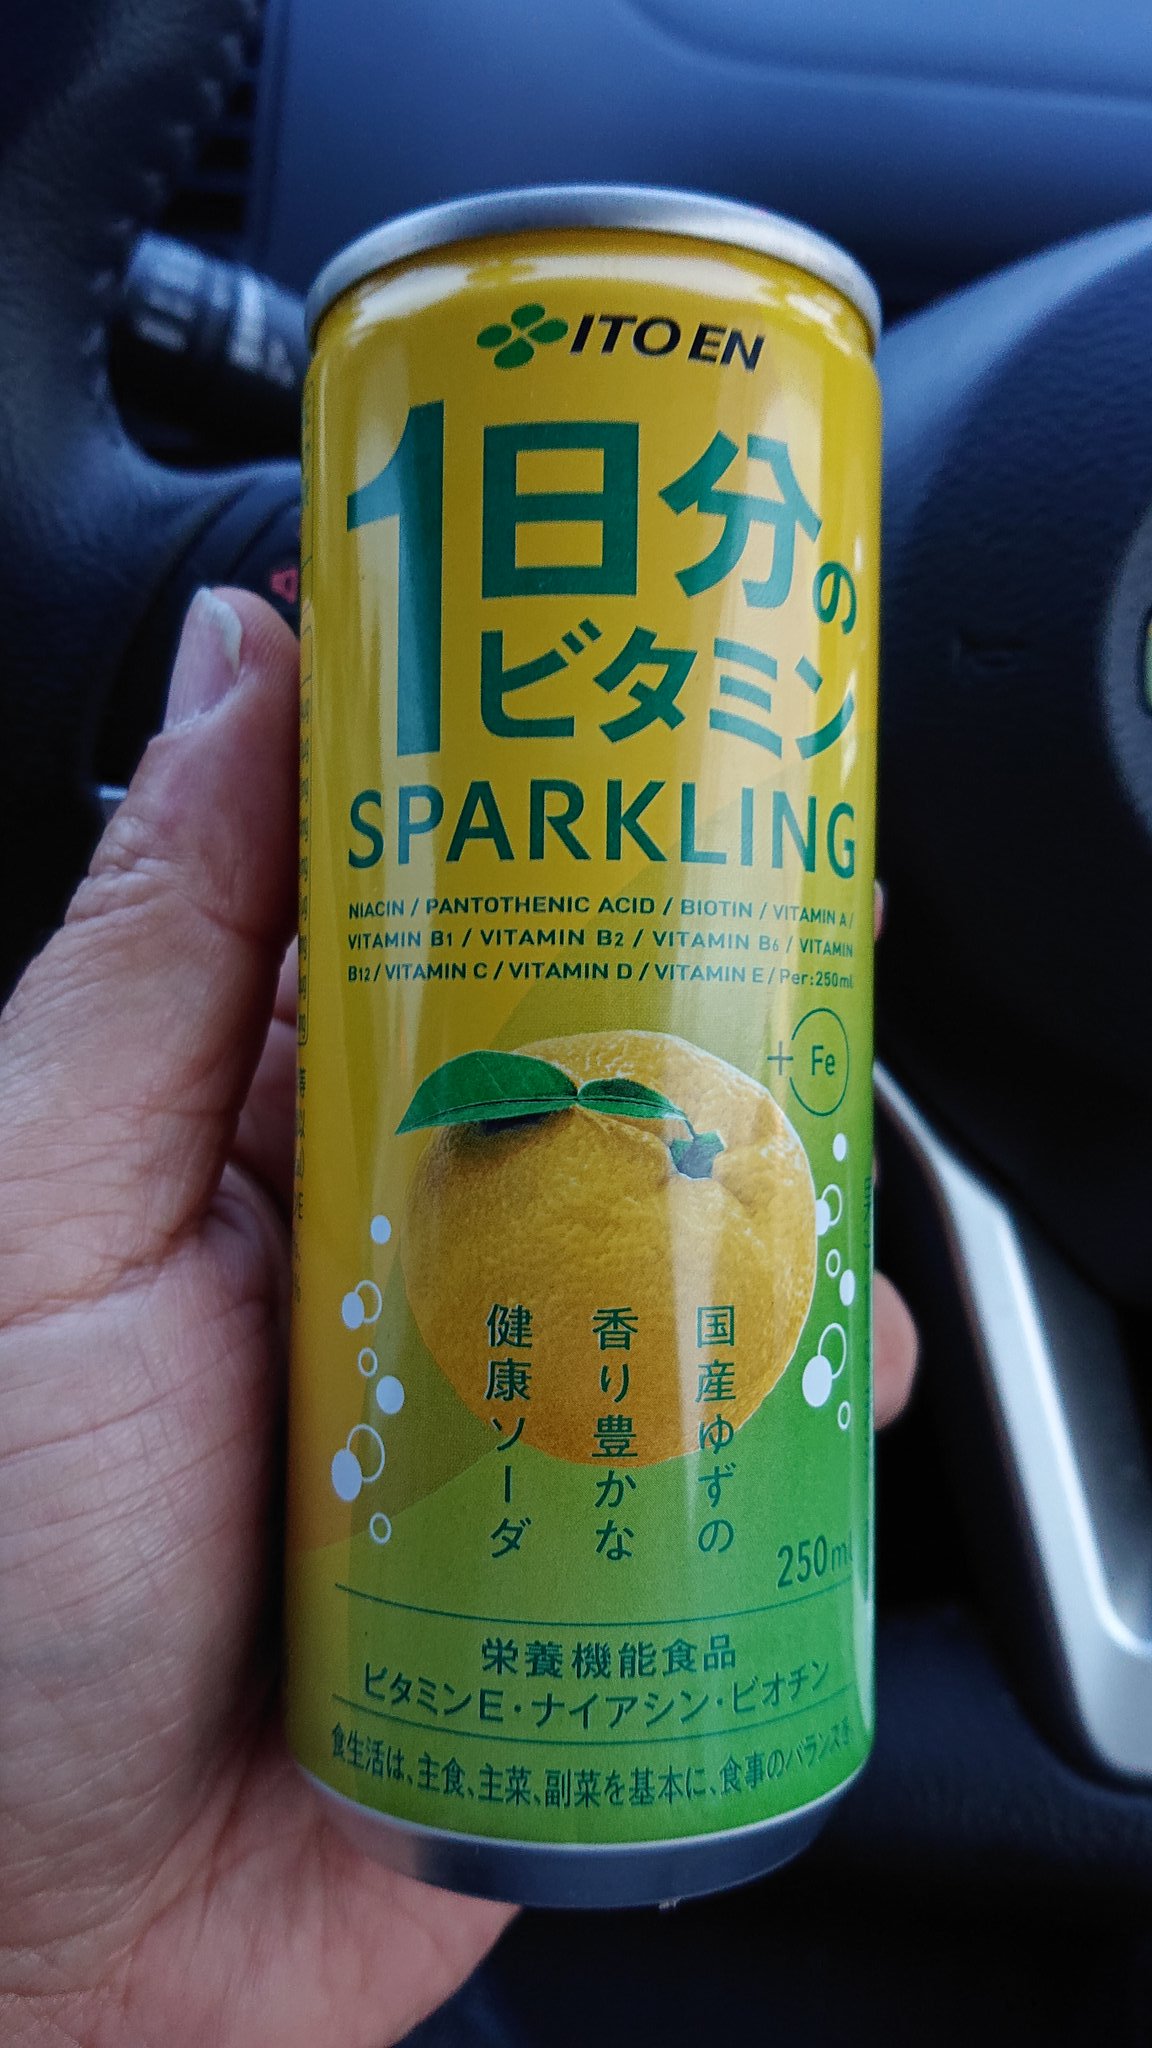 ITO EN
1日分の
ビタミン
SPARKLING
NIACIN / PANTOTHENIC ACID / BIOTIN / VITAMIN A /
VITAMIN B1 / VITAMIN B2 / VITAMIN B6 / VITAMIN
B12 / VITAMIN C / VITAMIN D / VITAMIN E / Per:250ml
+ Fe
国産ゆずの
香り豊かな
健康ソーダ
250ml
栄養機能食品
ビタミンE・ナイアシン・ビオチン
食生活は、主食、主菜、副菜を基本に、食事のバランスを